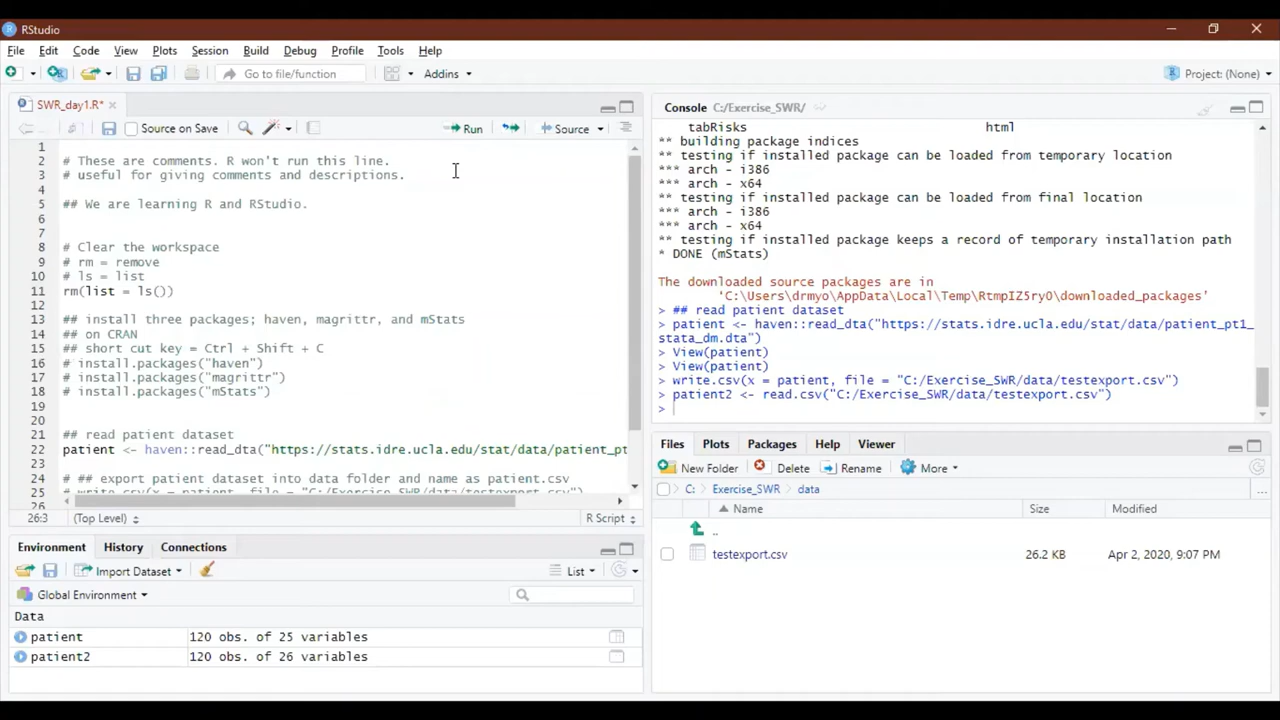 RStudio
File Edit View Plots Session Build Debug Profile Tools Help
Go to file/function
Addins
Project: (None)
SWR_day1.R*
Source on Save
Run
Source
1
2 # These are comments. R won't run this line.
3 # useful for giving comments and descriptions.
4
5 ## We are learning R and RStudio.
6
7
8 # Clear the workspace
9 # rm = remove
10 # ls = list
11 rm(list = ls())
12
13 ## install three packages; haven, magrittr, and mStats
14 ## on CRAN
15 ## short cut key = Ctrl + Shift + C
16 # install.packages("haven")
17 # install.packages("magrittr")
18 # install.packages("mStats")
19
20
21 ## read patient dataset
22 patient <- haven::read_dta("https://stats.idre.ucla.edu/stat/data/patient_pt
23
24 # ## export patient dataset into data folder and name as patient.csv
25 # write.csv(x = patient, file = "C:/Exercise_SWR/data/testexport.csv")
26
26:3 (Top Level) R Script
Console C:/Exercise_SWR/
tabRisks html
** building package indices
** testing if installed package can be loaded from temporary location
*** arch - i386
*** arch - x64
** testing if installed package can be loaded from final location
*** arch - i386
*** arch - x64
** testing if installed package keeps a record of temporary installation path
* DONE (mStats)
The downloaded source packages are in
'C:\Users\drmyo\AppData\Local\Temp\RtmpIZ5ryO\downloaded_packages'
> ## read patient dataset
> patient <- haven::read_dta("https://stats.idre.ucla.edu/stat/data/patient_pt1_
stata_dm.dta")
> View(patient)
> View(patient)
> write.csv(x = patient, file = "C:/Exercise_SWR/data/testexport.csv")
> patient2 <- read.csv("C:/Exercise_SWR/data/testexport.csv")
>
Environment History Connections
Import Dataset
List
Global Environment
Data
patient 120 obs. of 25 variables
patient2 120 obs. of 26 variables
Files Plots Packages Help Viewer
New Folder Delete Rename More
C: Exercise_SWR data
...
Name Size Modified
..
testexport.csv 26.2 KB Apr 2, 2020, 9:07 PM